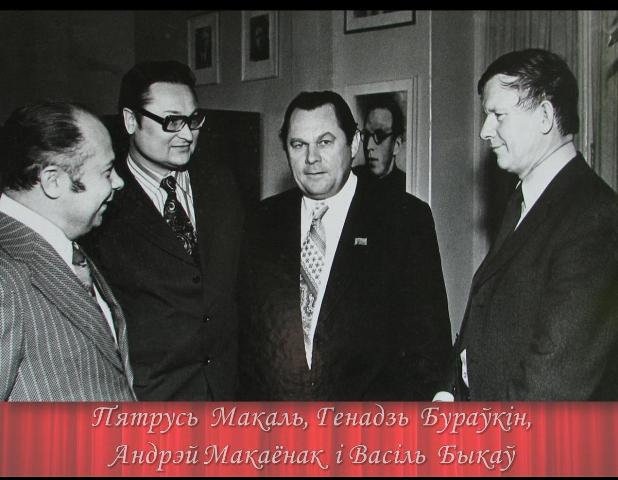 Пятрусь Макаль, Генадзь Бураўкін,
Андрэй Макаёнак і Васіль Быкаў